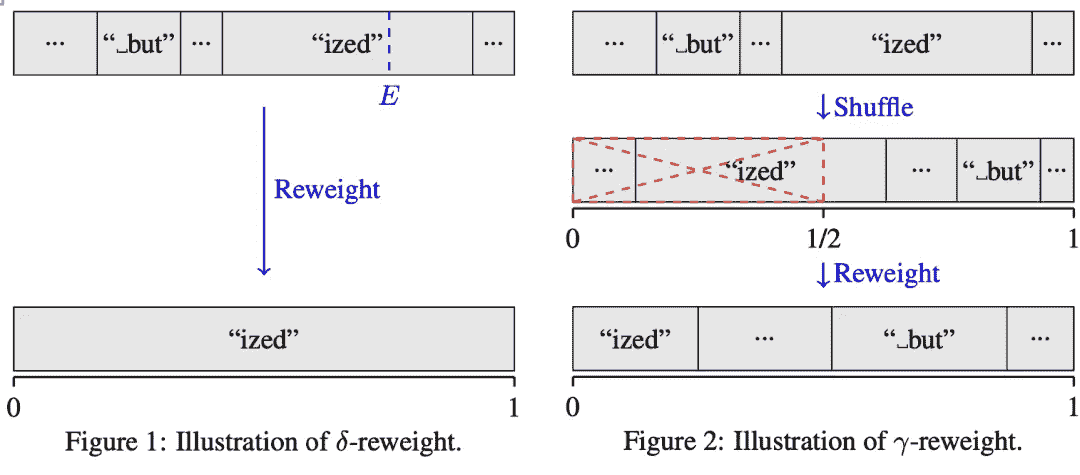 ... “␣but” ... “ized” ...
E
Reweight
“ized”
0 1
Figure 1: Illustration of δ-reweight.
... “␣but” ... “ized” ...
↓Shuffle
... “ized” ... “␣but” ...
0 1/2 1
↓Reweight
“ized” ... “␣but” ...
0 1
Figure 2: Illustration of γ-reweight.